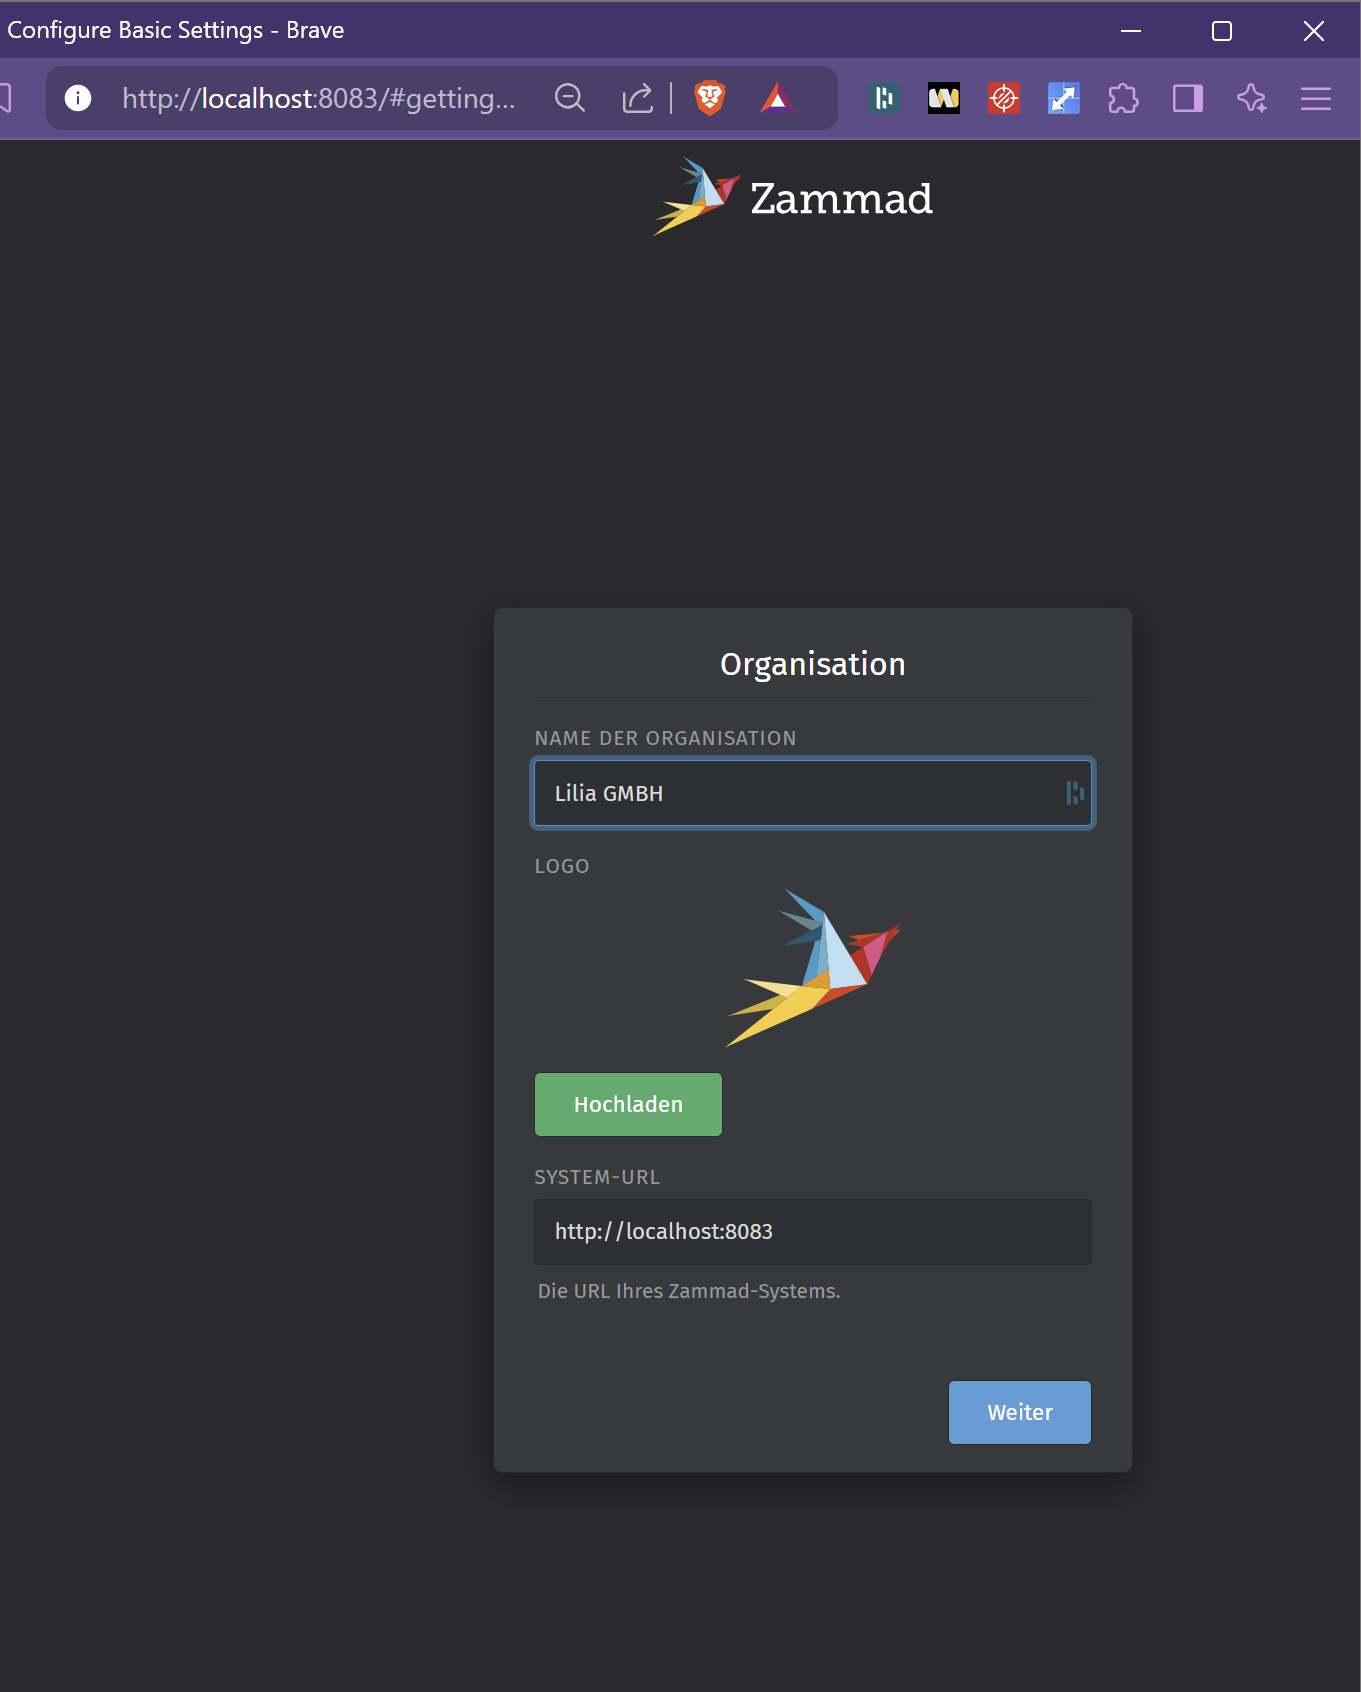 Configure Basic Settings - Brave
http://localhost:8083/#getting...
Zammad
Organisation
NAME DER ORGANISATION
Lilia GMBH
LOGO
Hochladen
SYSTEM-URL
http://localhost:8083
Die URL Ihres Zammad-Systems.
Weiter